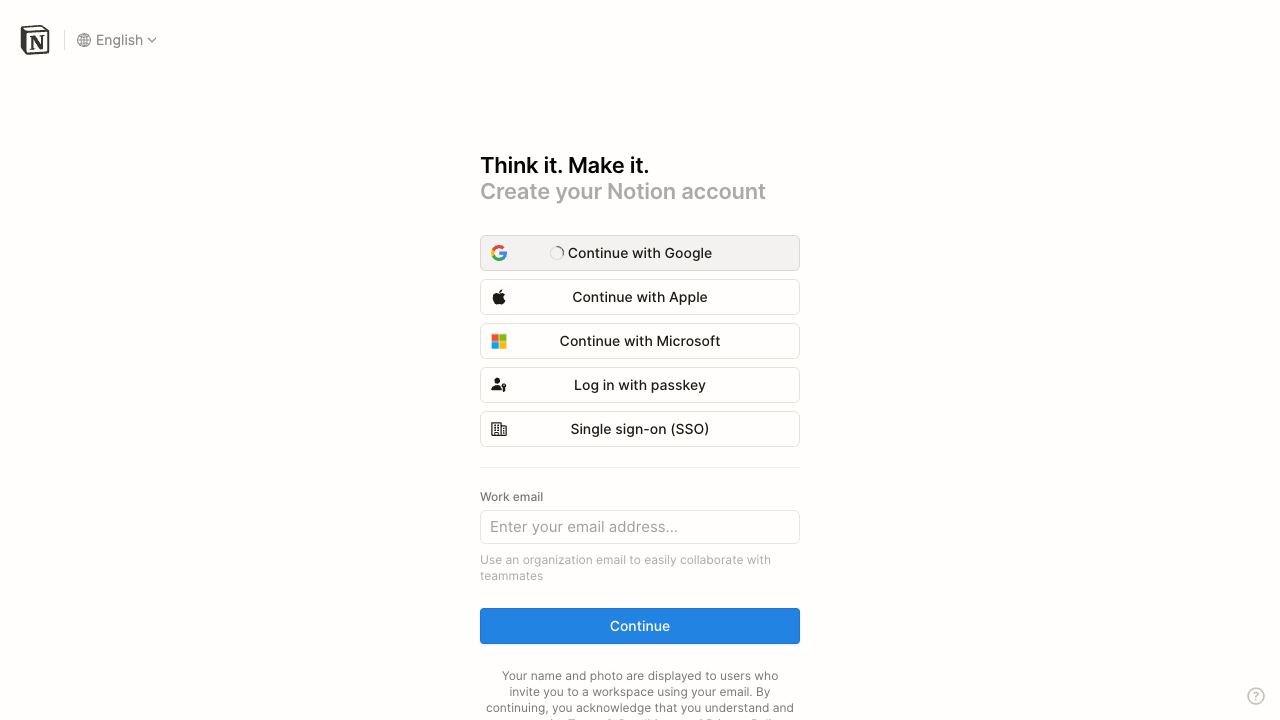 N
English
Think it. Make it.
Create your Notion account
Continue with Google
Continue with Apple
Continue with Microsoft
Log in with passkey
Single sign-on (SSO)
Work email
Enter your email address...
Use an organization email to easily collaborate with
teammates
Continue
Your name and photo are displayed to users who
invite you to a workspace using your email. By
continuing, you acknowledge that you understand and
?